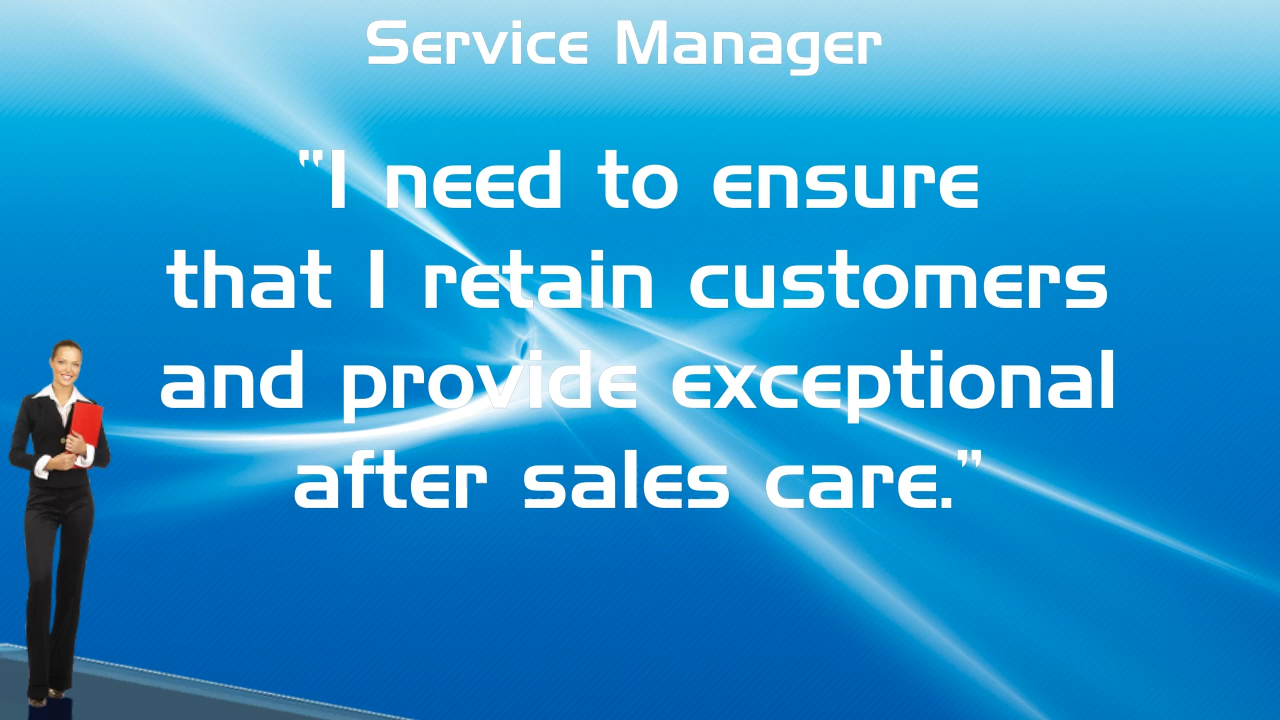 Service Manager
"I need to ensure
that I retain customers
and provide exceptional
after sales care."